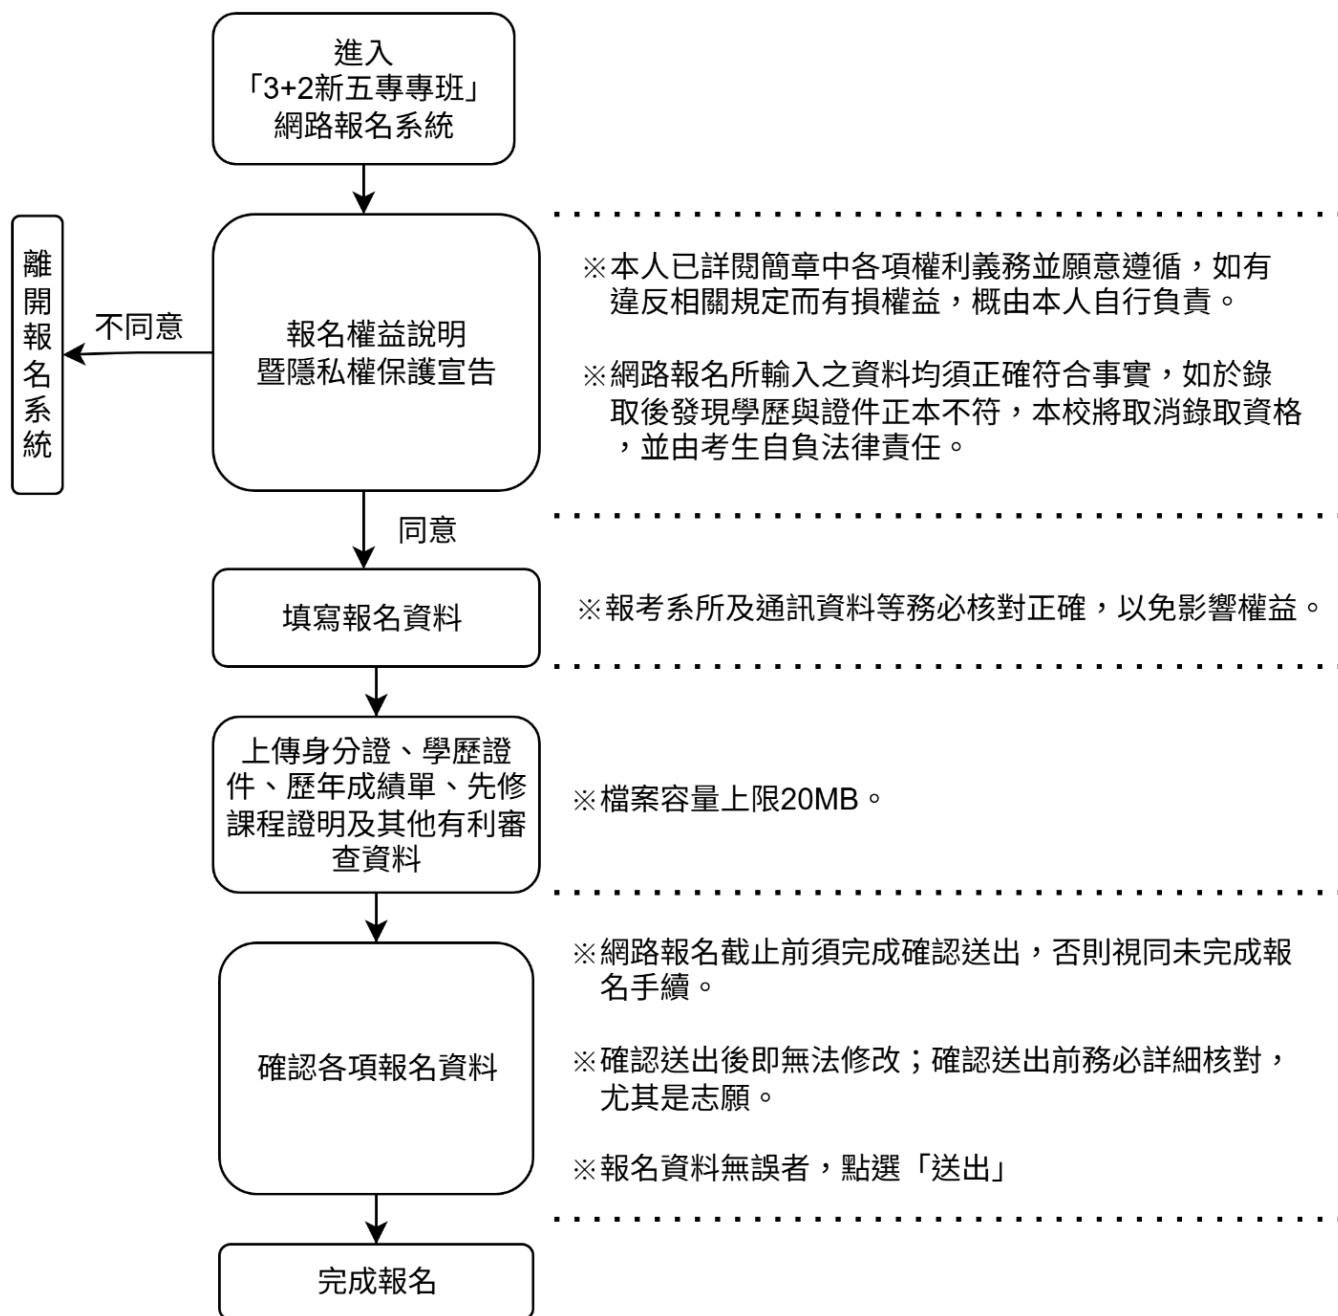 進入
「3+2新五專專班」
網路報名系統
離開報名系統
不同意
報名權益說明
暨隱私權保護宣告
※本人已詳閱簡章中各項權利義務並願意遵循，如有
違反相關規定而有損權益，概由本人自行負責。
※網路報名所輸入之資料均須正確符合事實，如於錄
取後發現學歷與證件正本不符，本校將取消錄取資格
，並由考生自負法律責任。
同意
填寫報名資料
※報考系所及通訊資料等務必核對正確，以免影響權益。
上傳身分證、學歷證
件、歷年成績單、先修
課程證明及其他有利審
查資料
※檔案容量上限20MB。
確認各項報名資料
※網路報名截止前須完成確認送出，否則視同未完成報
名手續。
※確認送出後即無法修改；確認送出前務必詳細核對，
尤其是志願。
※報名資料無誤者，點選「送出」
完成報名